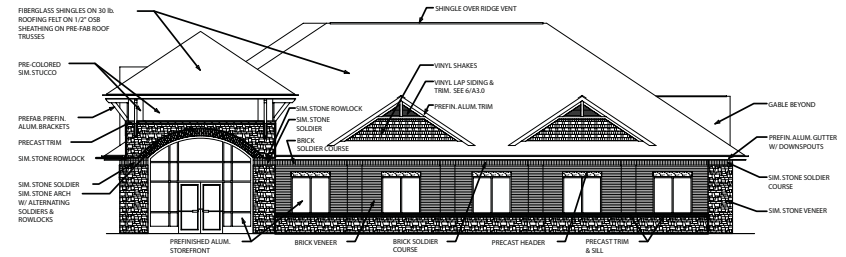 FIBERGLASS SHINGLES ON 30 lb.
ROOFING FELT ON 1/2" OSB
SHEATHING ON PRE-FAB ROOF
TRUSSES
SHINGLE OVER RIDGE VENT
PRE-COLORED
SIM. STUCCO
VINYL SHAKES
VINYL LAP SIDING &
TRIM. SEE 6/A3.0
PREFIN. ALUM. TRIM
GABLE BEYOND
SIM. STONE ROWLOCK
SIM. STONE
SOLDIER
BRICK
SOLDIER COURSE
PREFAB. PREFIN.
ALUM. BRACKETS
PRECAST TRIM
SIM. STONE ROWLOCK
PREFIN. ALUM. GUTTER
W/ DOWNSPOUTS
SIM. STONE SOLDIER
SIM. STONE ARCH
W/ ALTERNATING
SOLDIERS &
ROWLOCKS
SIM. STONE SOLDIER
COURSE
SIM. STONE VENEER
PREFINISHED ALUM.
STOREFRONT
BRICK VENEER
BRICK SOLDIER
COURSE
PRECAST HEADER
PRECAST TRIM
& SILL